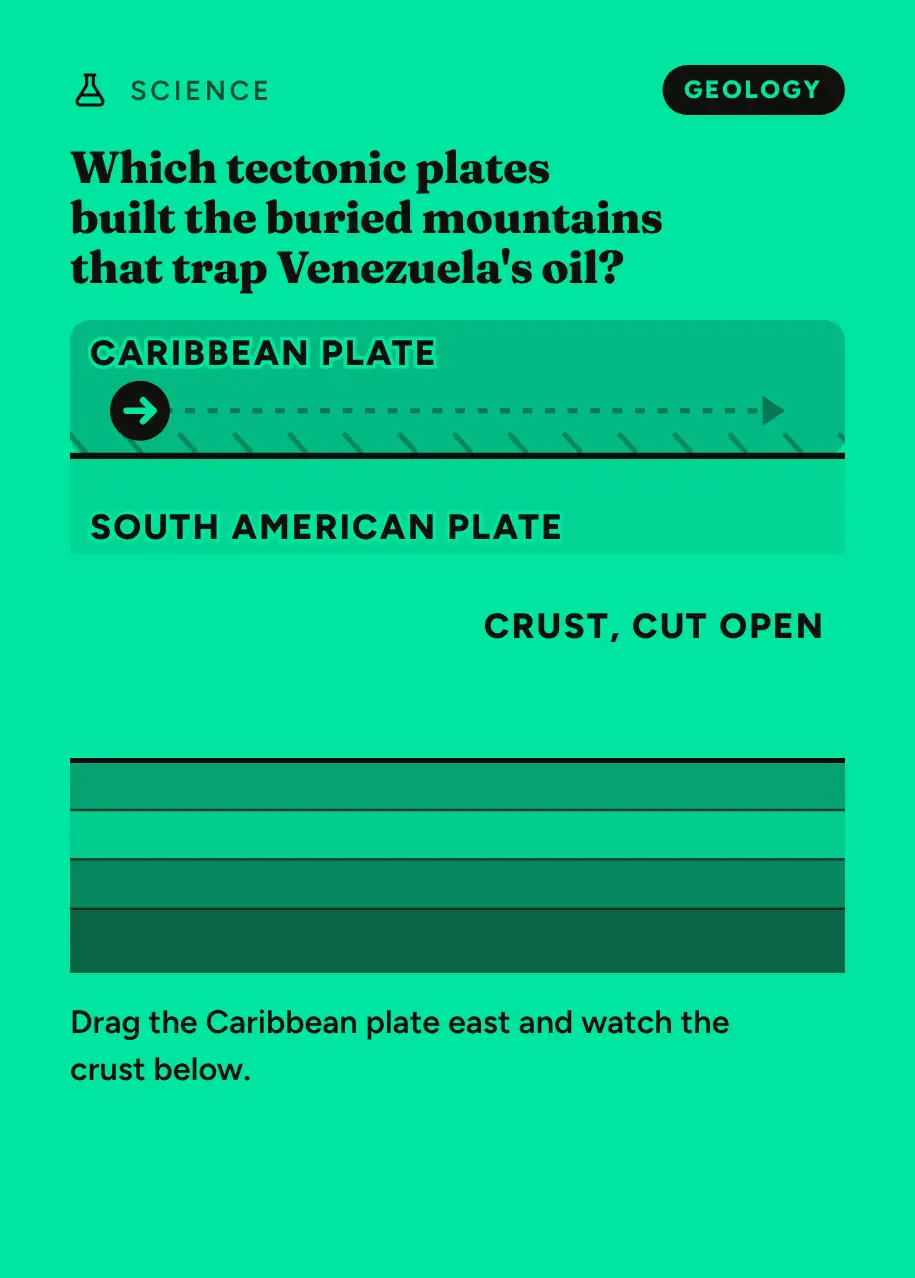 SCIENCE
GEOLOGY
Which tectonic plates
built the buried mountains
that trap Venezuela's oil?
CARIBBEAN PLATE
SOUTH AMERICAN PLATE
CRUST, CUT OPEN
Drag the Caribbean plate east and watch the
crust below.